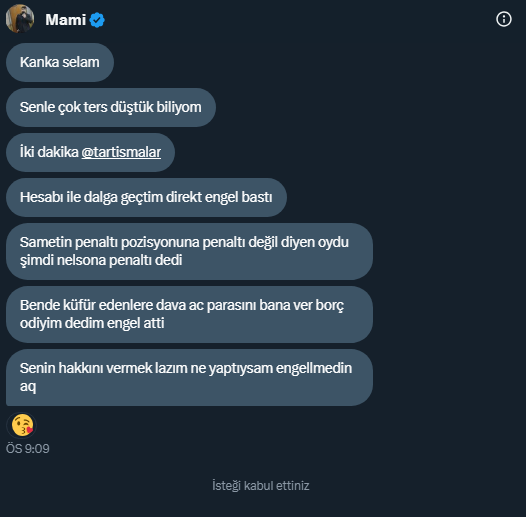 Mami
Kanka selam
Senle çok ters düştük biliyom
İki dakika @tartismalar
Hesabı ile dalga geçtim direkt engel bastı
Sametin penaltı pozisyonuna penaltı değil diyen oydu
şimdi nelsona penaltı dedi
Bende küfür edenlere dava ac parasını bana ver borç
odiyim dedim engel atti
Senin hakkını vermek lazım ne yaptıysam engellmedin
aq
😘
ÖS 9:09
İsteği kabul ettiniz